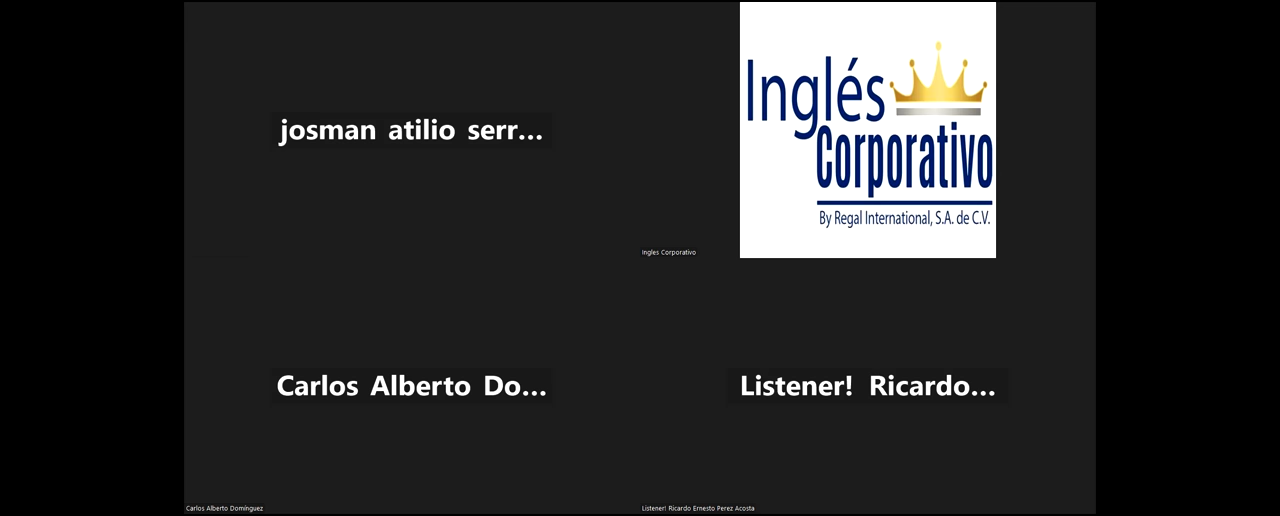 josman atilio serr...
Inglés
Corporativo
By Regal International, S.A. de C.V.
Ingles Corporativo
Carlos Alberto Do...
Listener! Ricardo...
Carlos Alberto Domínguez
Listener! Ricardo Ernesto Perez Acosta